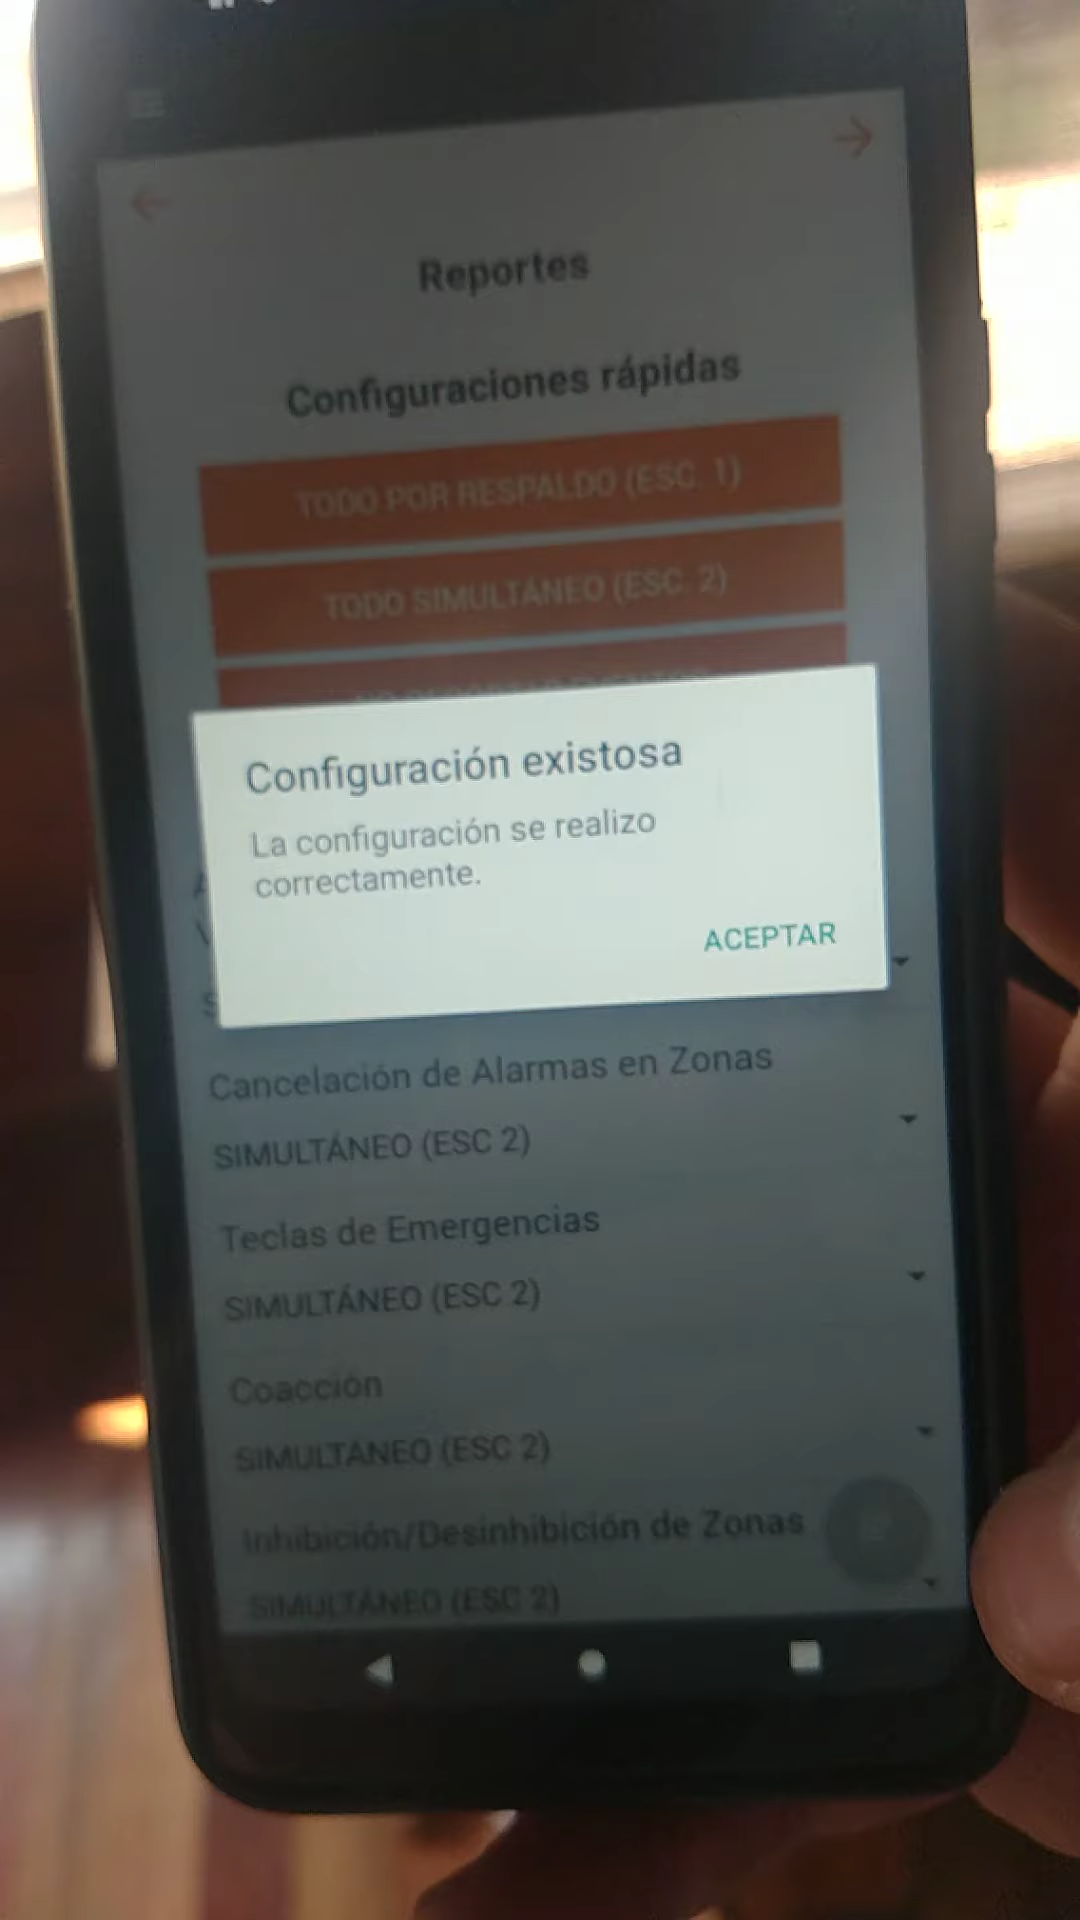 Reportes
Configuraciones rápidas
TODO POR RESPALDO (ESC. 1)
TODO SIMULTÁNEO (ESC. 2)
Configuración existosa
La configuración se realizo
correctamente.
ACEPTAR
Cancelación de Alarmas en Zonas
SIMULTÁNEO (ESC 2)
Teclas de Emergencias
SIMULTÁNEO (ESC 2)
Coacción
SIMULTÁNEO (ESC 2)
Inhibición/Desinhibición de Zonas
SIMULTÁNEO (ESC 2)